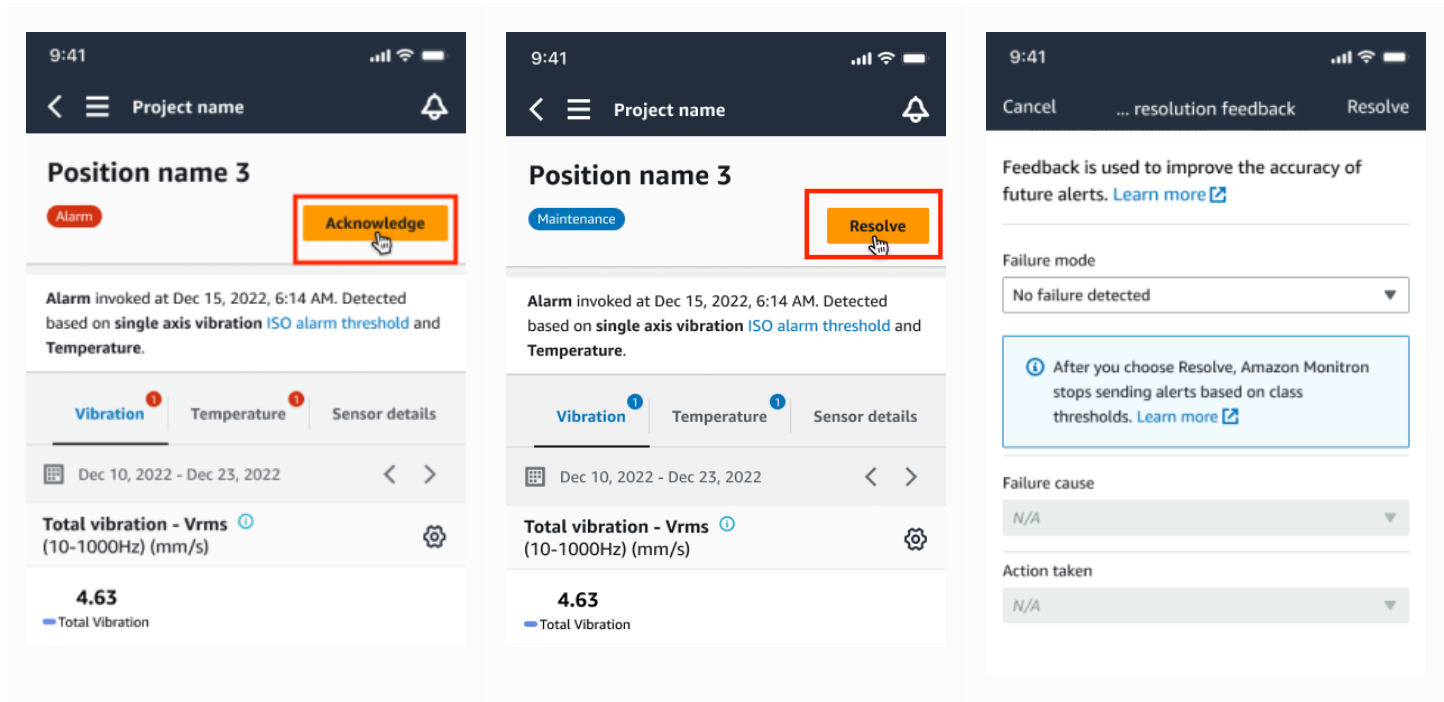 9:41
Project name
Position name 3
Alarm
Acknowledge
Alarm invoked at Dec 15, 2022, 6:14 AM. Detected
based on single axis vibration ISO alarm threshold and
Temperature.
Vibration 1 Temperature 1 Sensor details
Dec 10, 2022 - Dec 23, 2022
Total vibration - Vrms
(10-1000Hz) (mm/s)
4.63
Total Vibration
9:41
Project name
Position name 3
Maintenance
Resolve
Alarm invoked at Dec 15, 2022, 6:14 AM. Detected
based on single axis vibration ISO alarm threshold and
Temperature.
Vibration 1 Temperature 1 Sensor details
Dec 10, 2022 - Dec 23, 2022
Total vibration - Vrms
(10-1000Hz) (mm/s)
4.63
Total Vibration
9:41
Cancel ... resolution feedback Resolve
Feedback is used to improve the accuracy of
future alerts. Learn more
Failure mode
No failure detected
After you choose Resolve, Amazon Monitron
stops sending alerts based on class
thresholds. Learn more
Failure cause
N/A
Action taken
N/A